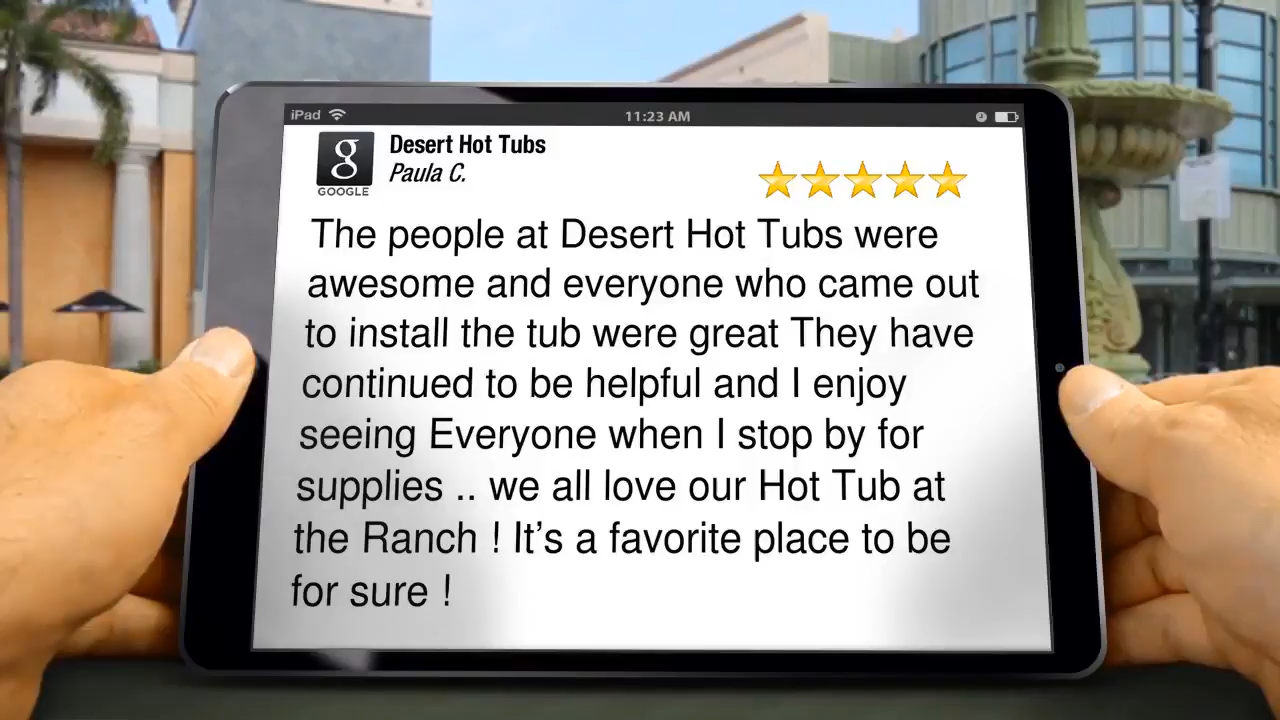 iPad 11:23 AM
g
GOOGLE
Desert Hot Tubs
Paula C.
The people at Desert Hot Tubs were
awesome and everyone who came out
to install the tub were great They have
continued to be helpful and I enjoy
seeing Everyone when I stop by for
supplies .. we all love our Hot Tub at
the Ranch ! It’s a favorite place to be
for sure !